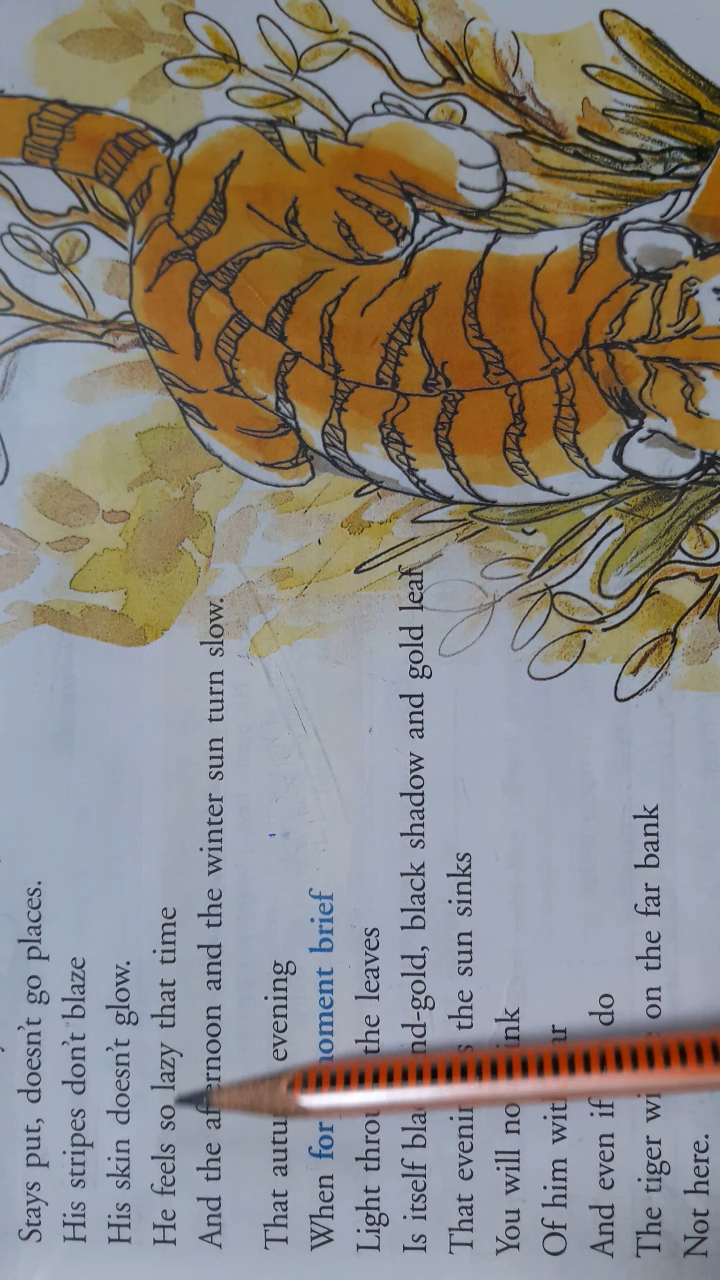 Stays put, doesn't go places.
His stripes don't blaze
His skin doesn't glow.
He feels so lazy that time
And the afternoon and the winter sun turn slow.
That autumn evening
When for moment brief
Light through the leaves
Is itself black-and-gold, black shadow and gold leaf
That evening as the sun sinks
You will not think
Of him with fear
And even if do
The tiger will be on the far bank
Not here.